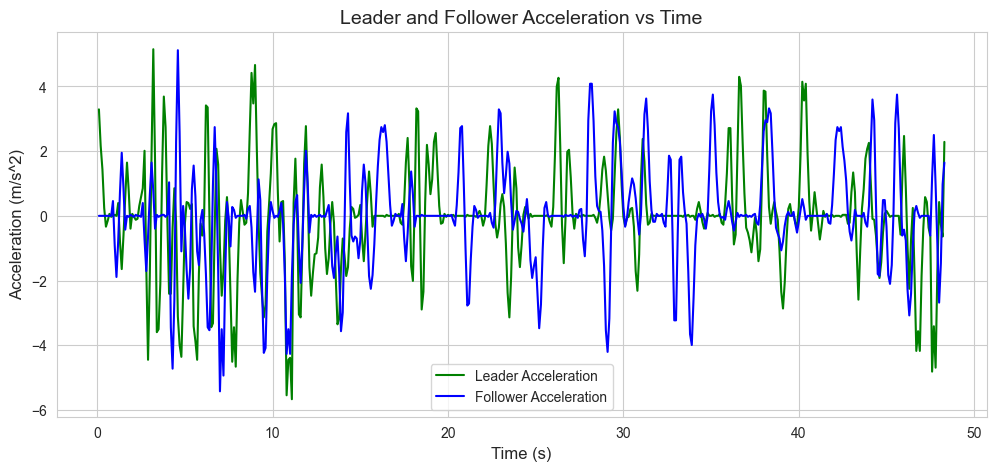 Leader and Follower Acceleration vs Time
Acceleration (m/s^2)
4
2
0
−2
−4
−6
Leader Acceleration
Follower Acceleration
0 10 20 30 40 50
Time (s)